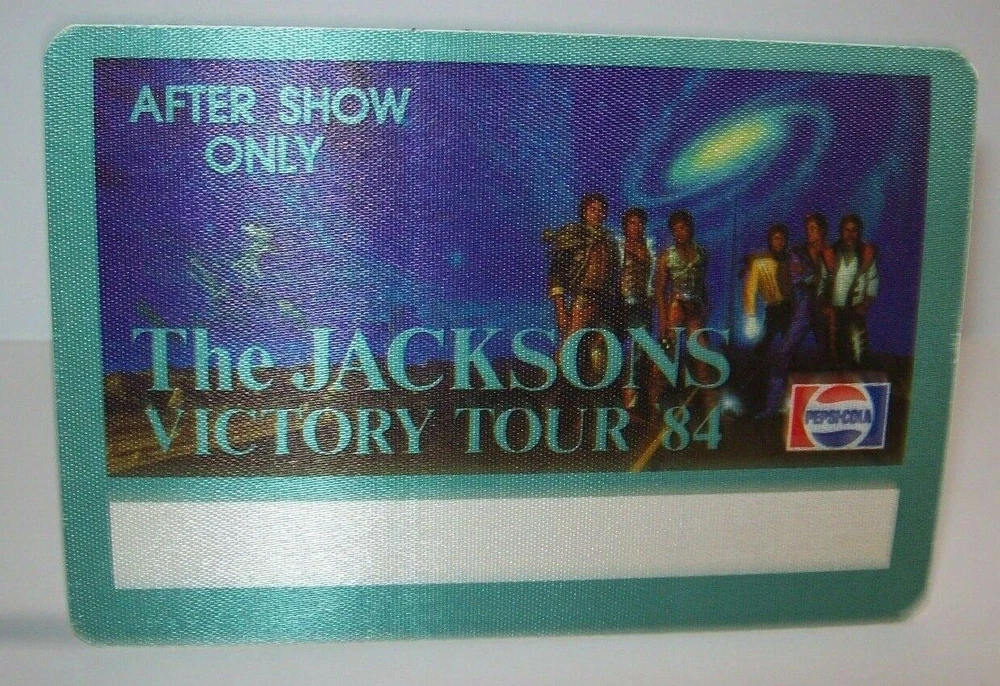 AFTER SHOW
ONLY
The JACKSONS
VICTORY TOUR '84
PEPSI-COLA